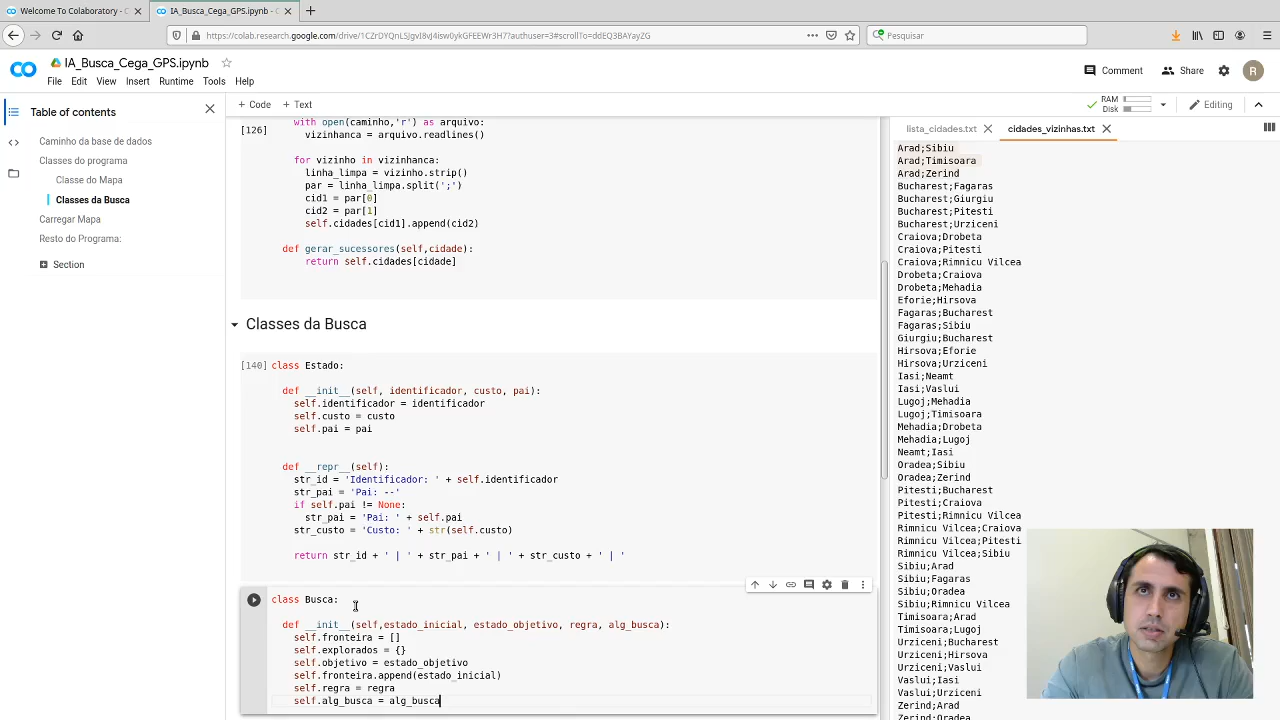 Welcome To Colaboratory - C
IA_Busca_Cega_GPS.ipynb - C
https://colab.research.google.com/drive/1CZrDYQnLSJgvI8vJ4isw0ykGFEEWr3H7?authuser=3#scrollTo=ddEQ3BAYayZG
Pesquisar
IA_Busca_Cega_GPS.ipynb
File Edit View Insert Runtime Tools Help
Comment
Share
R
Table of contents
Caminho da base de dados
Classes do programa
Classe do Mapa
Classes da Busca
Carregar Mapa
Resto do Programa:
Section
+ Code + Text
RAM
Disk
Editing
[126]
with open(caminho,'r') as arquivo:
vizinhanca = arquivo.readlines()
for vizinho in vizinhanca:
linha_limpa = vizinho.strip()
par = linha_limpa.split(';')
cid1 = par[0]
cid2 = par[1]
self.cidades[cid1].append(cid2)
def gerar_sucessores(self,cidade):
return self.cidades[cidade]
Classes da Busca
[140] class Estado:
def __init__(self, identificador, custo, pai):
self.identificador = identificador
self.custo = custo
self.pai = pai
def __repr__(self):
str_id = 'Identificador: ' + self.identificador
str_pai = 'Pai: --'
if self.pai != None:
str_pai = 'Pai: ' + self.pai
str_custo = 'Custo: ' + str(self.custo)
return str_id + ' | ' + str_pai + ' | ' + str_custo + ' | '
class Busca:
def __init__(self,estado_inicial, estado_objetivo, regra, alg_busca):
self.fronteira = []
self.explorados = {}
self.objetivo = estado_objetivo
self.fronteira.append(estado_inicial)
self.regra = regra
self.alg_busca = alg_busca
lista_cidades.txt
cidades_vizinhas.txt
Arad;Sibiu
Arad;Timisoara
Arad;Zerind
Bucharest;Fagaras
Bucharest;Giurgiu
Bucharest;Pitesti
Bucharest;Urziceni
Craiova;Drobeta
Craiova;Pitesti
Craiova;Rimnicu Vilcea
Drobeta;Craiova
Drobeta;Mehadia
Eforie;Hirsova
Fagaras;Bucharest
Fagaras;Sibiu
Giurgiu;Bucharest
Hirsova;Eforie
Hirsova;Urziceni
Iasi;Neamt
Iasi;Vaslui
Lugoj;Mehadia
Lugoj;Timisoara
Mehadia;Drobeta
Mehadia;Lugoj
Neamt;Iasi
Oradea;Sibiu
Oradea;Zerind
Pitesti;Bucharest
Pitesti;Craiova
Pitesti;Rimnicu Vilcea
Rimnicu Vilcea;Craiova
Rimnicu Vilcea;Pitesti
Rimnicu Vilcea;Sibiu
Sibiu;Arad
Sibiu;Fagaras
Sibiu;Oradea
Sibiu;Rimnicu Vilcea
Timisoara;Arad
Timisoara;Lugoj
Urziceni;Bucharest
Urziceni;Hirsova
Urziceni;Vaslui
Vaslui;Iasi
Vaslui;Urziceni
Zerind;Arad
Zerind;Oradea